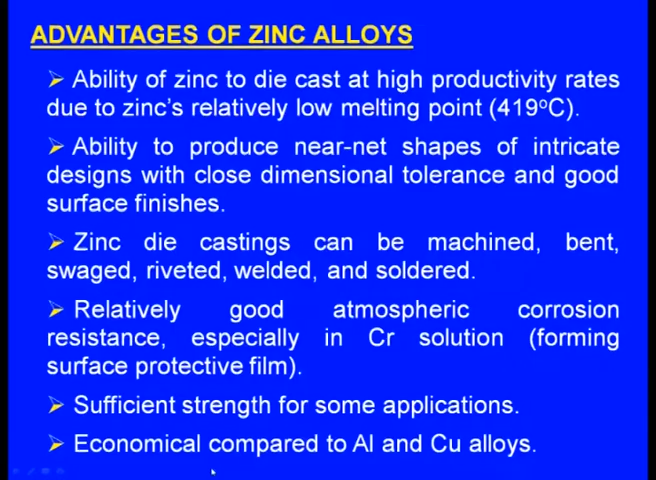 ADVANTAGES OF ZINC ALLOYS
➢ Ability of zinc to die cast at high productivity rates
due to zinc's relatively low melting point (419ºC).
➢ Ability to produce near-net shapes of intricate
designs with close dimensional tolerance and good
surface finishes.
➢ Zinc die castings can be machined, bent,
swaged, riveted, welded, and soldered.
➢ Relatively good atmospheric corrosion
resistance, especially in Cr solution (forming
surface protective film).
➢ Sufficient strength for some applications.
➢ Economical compared to Al and Cu alloys.